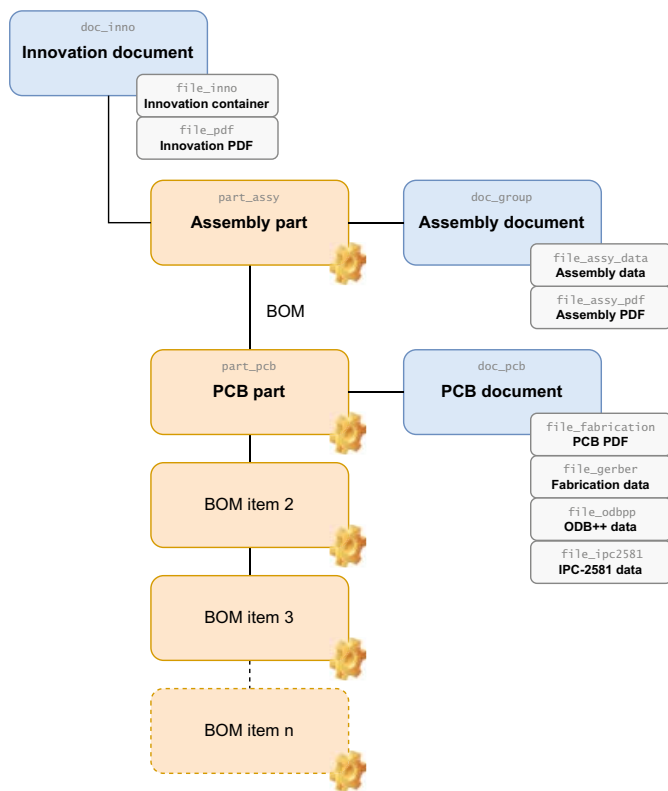 doc_inno
Innovation document
file_inno
Innovation container
file_pdf
Innovation PDF
part_assy
Assembly part
doc_group
Assembly document
file_assy_data
Assembly data
file_assy_pdf
Assembly PDF
BOM
part_pcb
PCB part
doc_pcb
PCB document
file_fabrication
PCB PDF
file_gerber
Fabrication data
file_odbpp
ODB++ data
file_ipc2581
IPC-2581 data
BOM item 2
BOM item 3
BOM item n